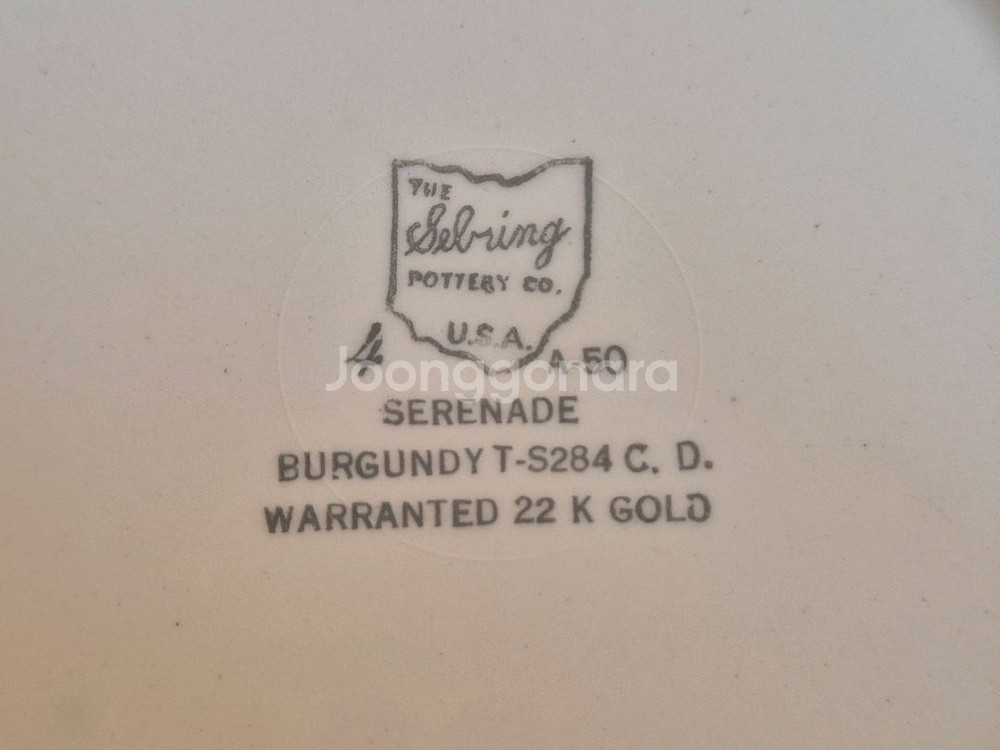 THE
Sebring
POTTERY CO.
U.S.A.
4 A-50
Joonggonara
SERENADE
BURGUNDY T-S284 C. D.
WARRANTED 22 K GOLD